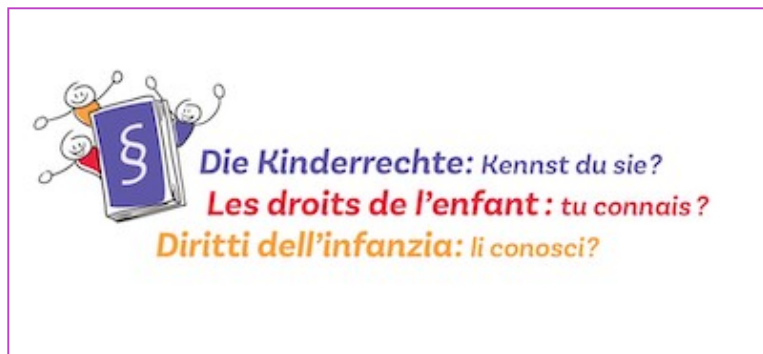 §
Die Kinderrechte: Kennst du sie?
Les droits de l'enfant : tu connais ?
Diritti dell'infanzia: li conosci?